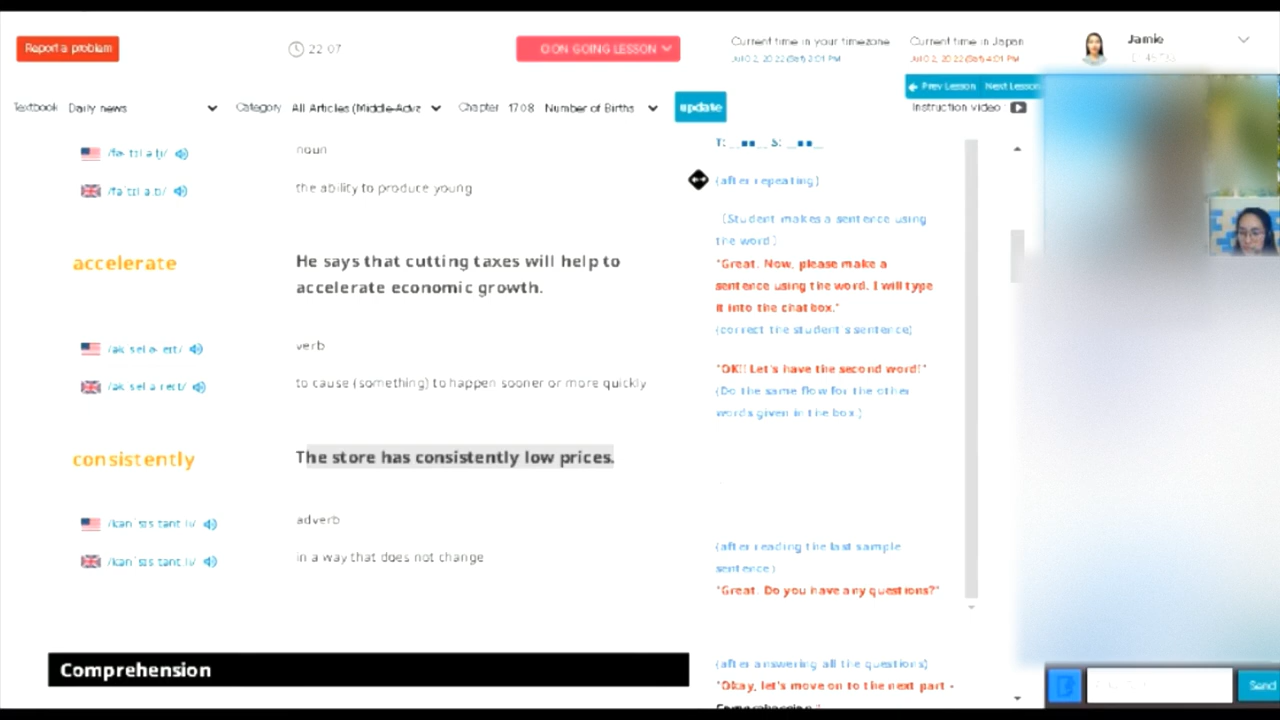 Report a problem
22 07
ON GOING LESSON
Current time in your timezone
Current time in Japan
Jamie
Prev Lesson Next Lesson
Textbook Daily news
Category All Articles (Middle-Adva
Chapter 1708 Number of Births
update
Instruction video
noun
the ability to produce young
accelerate
He says that cutting taxes will help to
accelerate economic growth.
verb
to cause (something) to happen sooner or more quickly
consistently
The store has consistently low prices.
adverb
in a way that does not change
Comprehension
(after repeating)
[Student makes a sentence using
the word]
"Great. Now, please make a
sentence using the word. I will type
it into the chatbox."
(correct the student s sentence)
"OK!! Let's have the second word!"
(Do the same flow for the other
words given in the box)
(after reading the last sample
sentence)
"Great. Do you have any questions?"
(after answering all the questions)
"Okay, let's move on to the next part -
Send